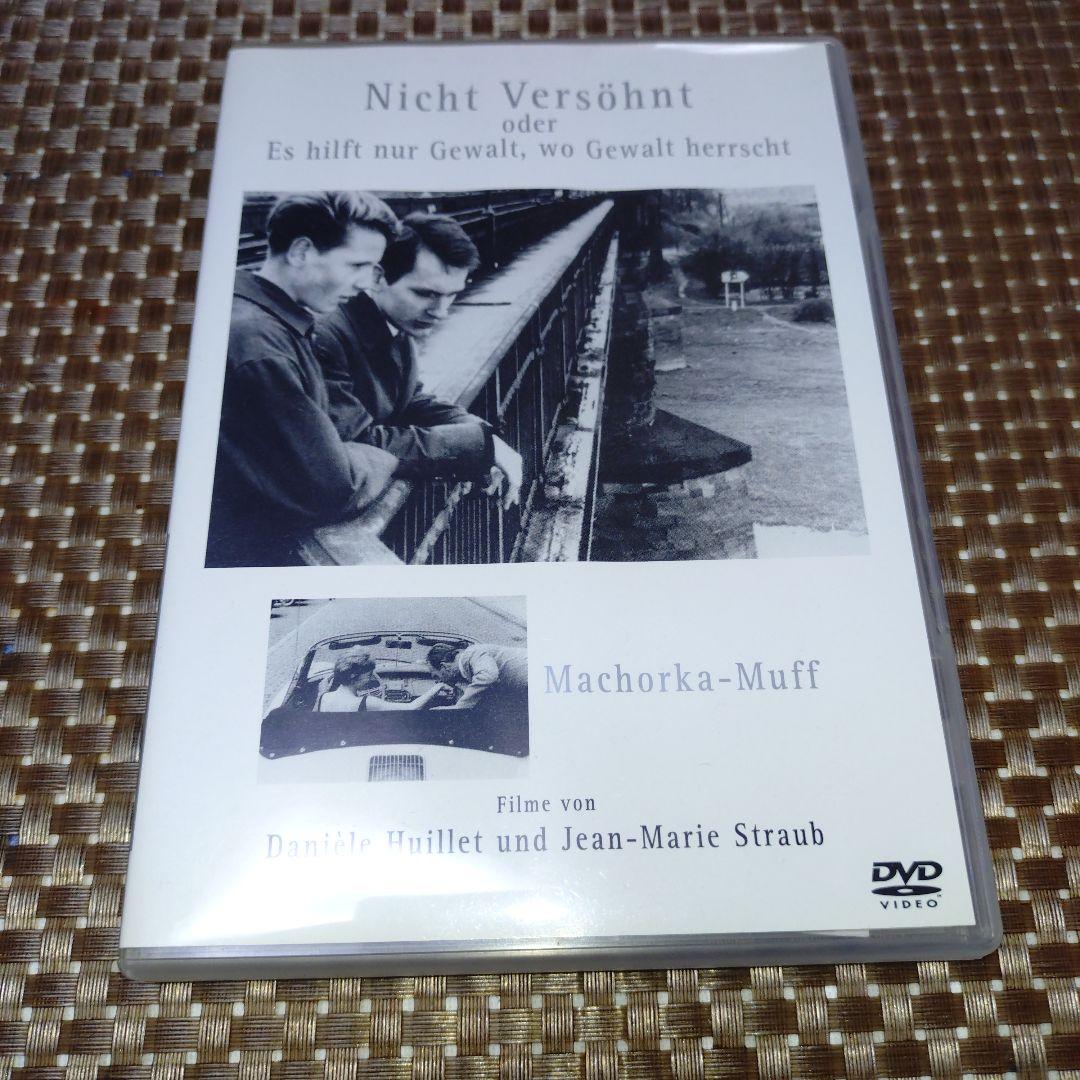 Nicht Versöhnt
oder
Es hilft nur Gewalt, wo Gewalt herrscht
Machorka-Muff
Filme von
Danièle Huillet und Jean-Marie Straub
DVD
VIDEO